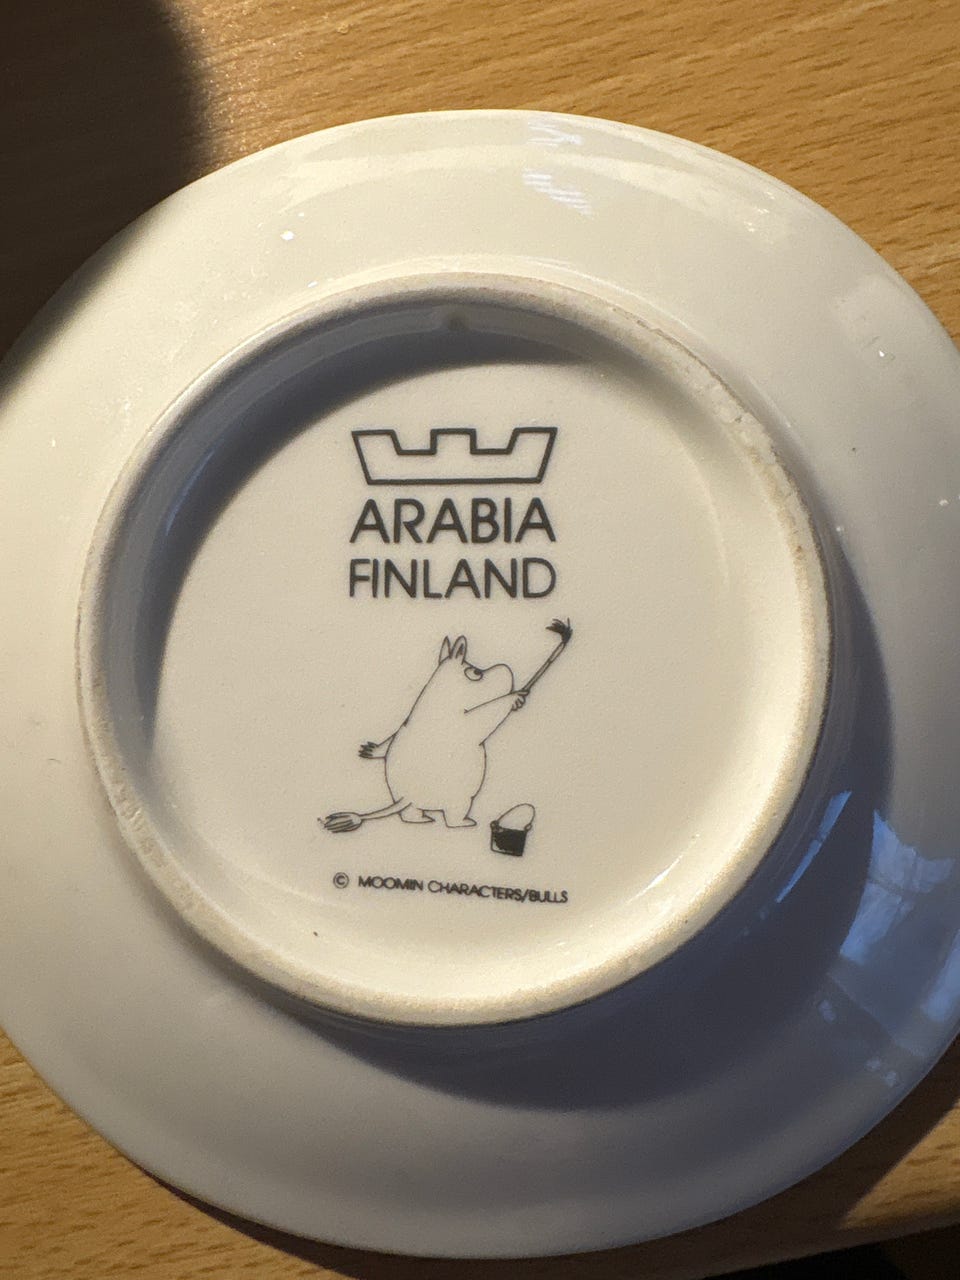 ARABIA
FINLAND
© MOOMIN CHARACTERS/BULLS